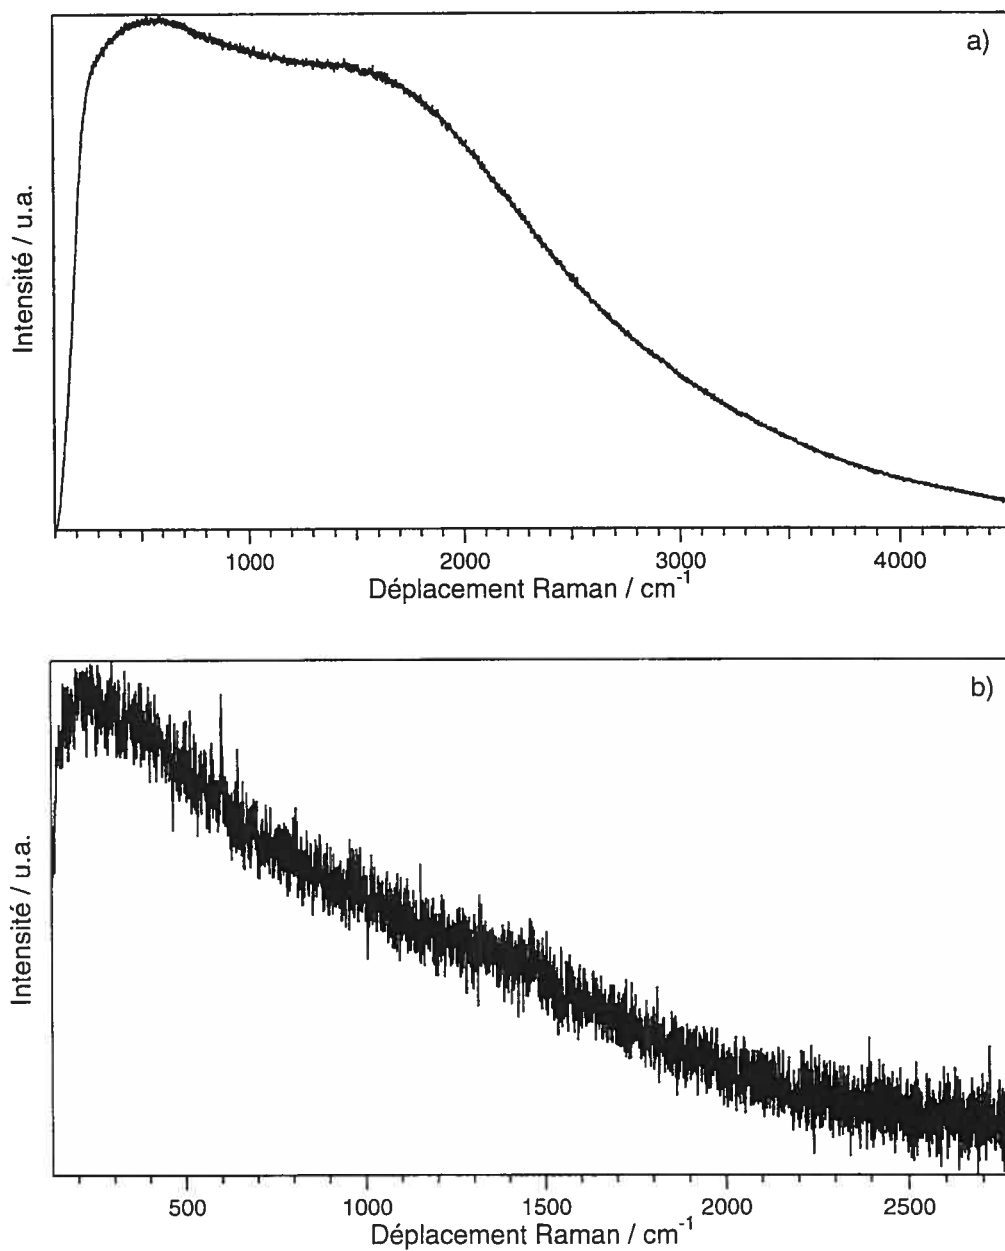 a)
Intensité / u.a.
1000 2000 3000 4000
Déplacement Raman / cm⁻¹
b)
Intensité / u.a.
500 1000 1500 2000 2500
Déplacement Raman / cm⁻¹